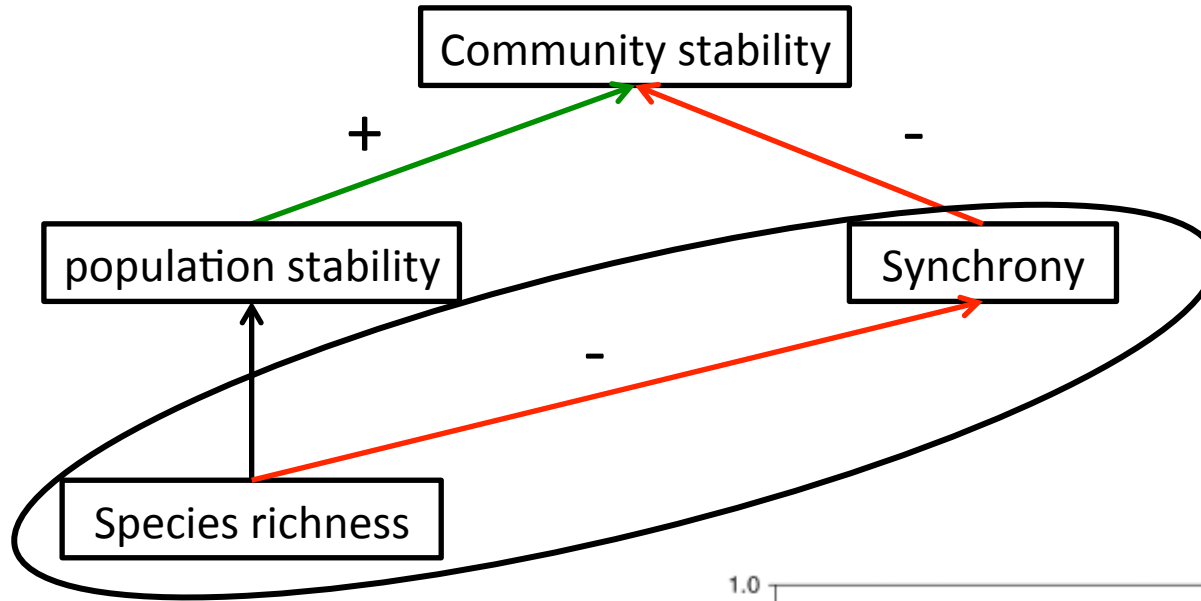 Community stability
+
-
population stability
Synchrony
-
Species richness
1.0